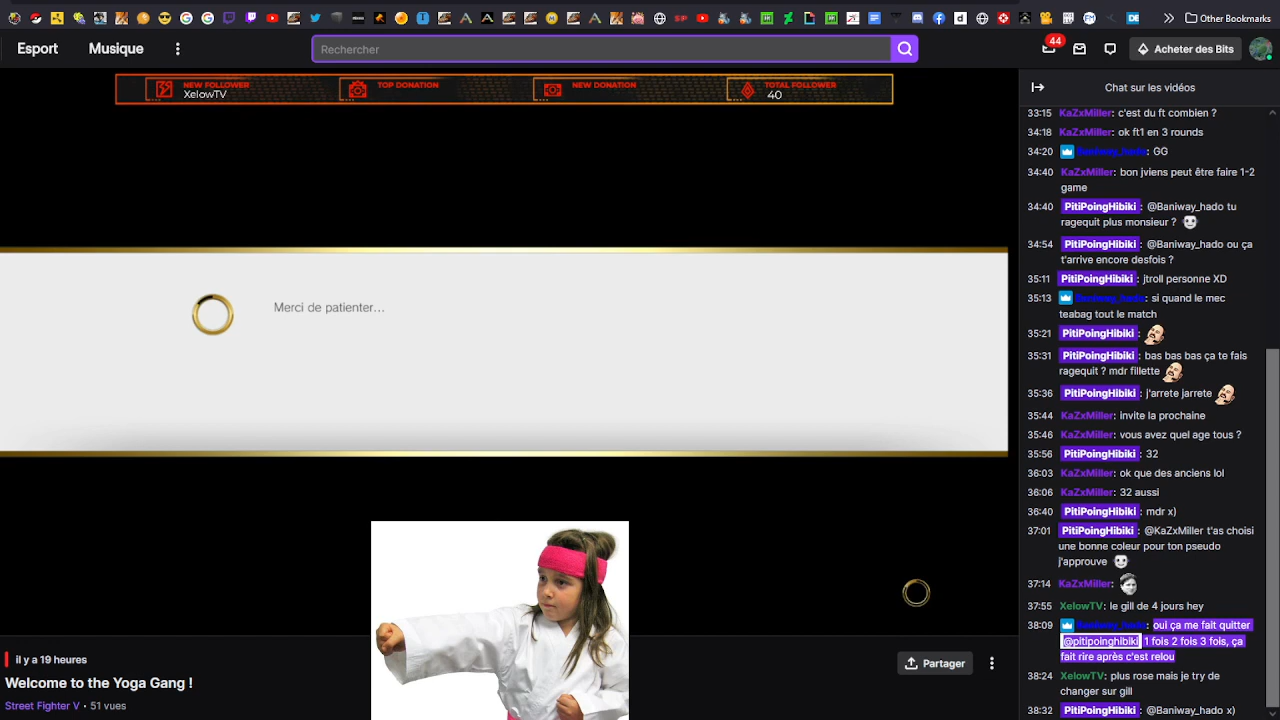 Obter Bitskins
Esport
Musique
Rechercher
44
Acheter des Bits
NEW FOLLOWER
XelowTV
TOP DONATION
NEW DONATION
TOTAL FOLLOWER
40
Chat sur les vidéos
33:15 KaZxMiller: c'est du ft combien ?
34:18 KaZxMiller: ok ft1 en 3 rounds
34:20 Baniway_hado: GG
34:40 KaZxMiller: bon jviens peut être faire 1-2
game
34:40 PitiPoingHibiki : @Baniway_hado tu
ragequit plus monsieur ?
34:54 PitiPoingHibiki : @Baniway_hado ou ça
t'arrive encore desfois ?
35:11 PitiPoingHibiki : jtroll personne XD
35:13 Baniway_hado: si quand le mec
teabag tout le match
35:21 PitiPoingHibiki :
35:31 PitiPoingHibiki : bas bas bas ça te fais
ragequit ? mdr fillette
35:36 PitiPoingHibiki : j'arrete jarrete
35:44 KaZxMiller: invite la prochaine
35:46 KaZxMiller: vous avez quel age tous ?
35:56 PitiPoingHibiki : 32
36:03 KaZxMiller: ok que des anciens lol
36:06 KaZxMiller: 32 aussi
36:40 PitiPoingHibiki : mdr x)
37:01 PitiPoingHibiki : @KaZxMiller t'as choisi
une bonne coleur pour ton pseudo
j'approuve
37:14 KaZxMiller:
37:55 XelowTV: le gill de 4 jours hey
38:09 Baniway_hado: oui ça me fait quitter
@pitipoinghibiki 1 fois 2 fois 3 fois, ça
fait rire après c'est relou
38:24 XelowTV: plus rose mais je try de
changer sur gill
38:32 PitiPoingHibiki : @Baniway_hado x)
Merci de patienter...
il y a 19 heures
Welcome to the Yoga Gang !
Street Fighter V • 51 vues
Partager